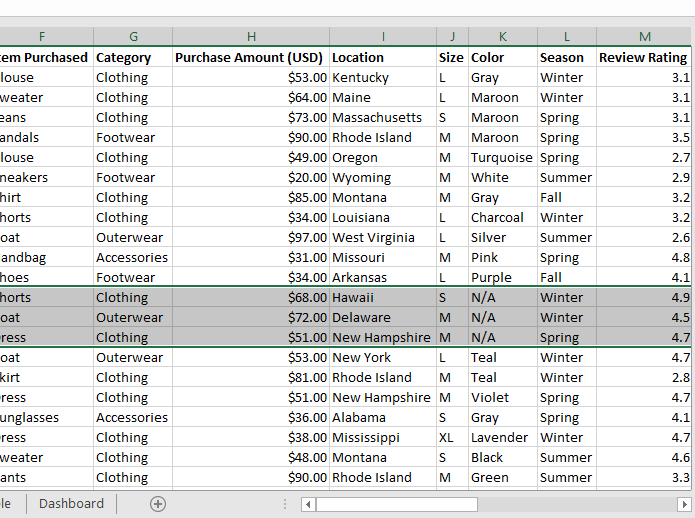 F G H I J K L M
em Purchased Category Purchase Amount (USD) Location Size Color Season Review Rating
louse Clothing $53.00 Kentucky L Gray Winter 3.1
weater Clothing $64.00 Maine L Maroon Winter 3.1
eans Clothing $73.00 Massachusetts S Maroon Spring 3.1
andals Footwear $90.00 Rhode Island M Maroon Spring 3.5
louse Clothing $49.00 Oregon M Turquoise Spring 2.7
neakers Footwear $20.00 Wyoming M White Summer 2.9
hirt Clothing $85.00 Montana M Gray Fall 3.2
horts Clothing $34.00 Louisiana L Charcoal Winter 3.2
oat Outerwear $97.00 West Virginia L Silver Summer 2.6
andbag Accessories $31.00 Missouri M Pink Spring 4.8
hoes Footwear $34.00 Arkansas L Purple Fall 4.1
horts Clothing $68.00 Hawaii S N/A Winter 4.9
oat Outerwear $72.00 Delaware M N/A Winter 4.5
ress Clothing $51.00 New Hampshire M N/A Spring 4.7
oat Outerwear $53.00 New York L Teal Winter 4.7
kirt Clothing $81.00 Rhode Island M Teal Winter 2.8
ress Clothing $51.00 New Hampshire M Violet Spring 4.7
unglasses Accessories $36.00 Alabama S Gray Spring 4.1
ress Clothing $38.00 Mississippi XL Lavender Winter 4.7
weater Clothing $48.00 Montana S Black Summer 4.6
ants Clothing $90.00 Rhode Island M Green Summer 3.3
le Dashboard